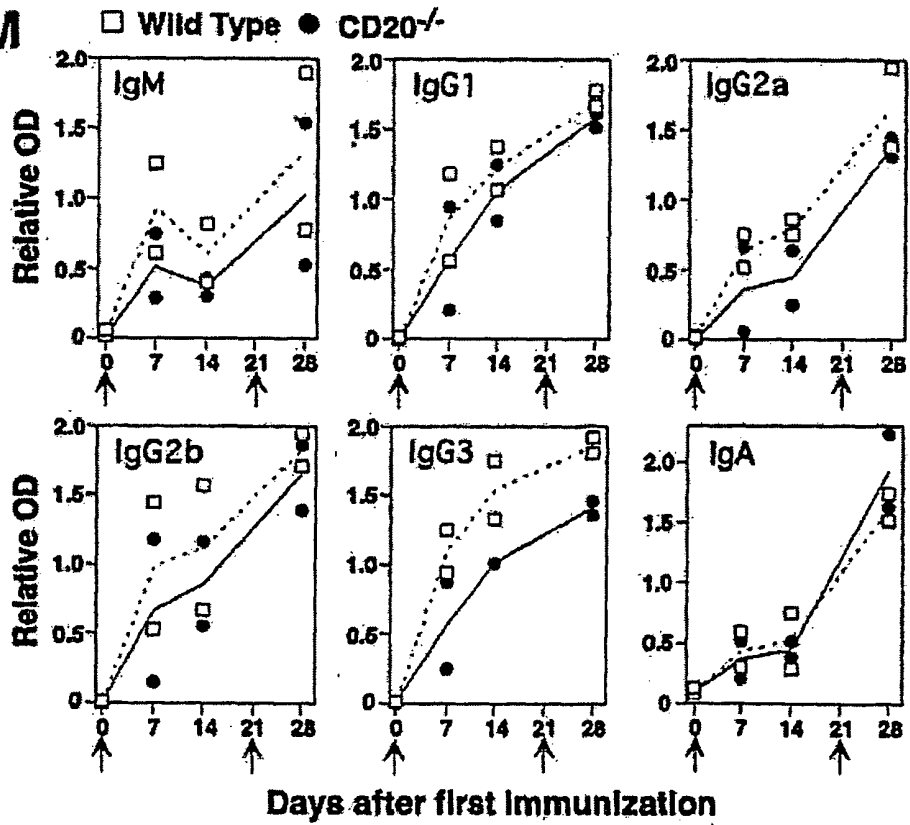 M □ Wild Type ● CD20-/-
2.0 IgM 2.0 IgG1 2.0 IgG2a
1.5 1.5 1.5
Relative OD
1.0 1.0 1.0
0.5 0.5 0.5
0 0 0
0 7 14 21 28 0 7 14 21 28 0 7 14 21 28
2.0 IgG2b 2.0 IgG3 IgA
2.0
1.5 1.5 1.5
Relative OD
1.0 1.0 1.0
0.5 0.5 0.5
0 0 0
0 7 14 21 28 0 7 14 21 28 0 7 14 21 28
Days after first immunization